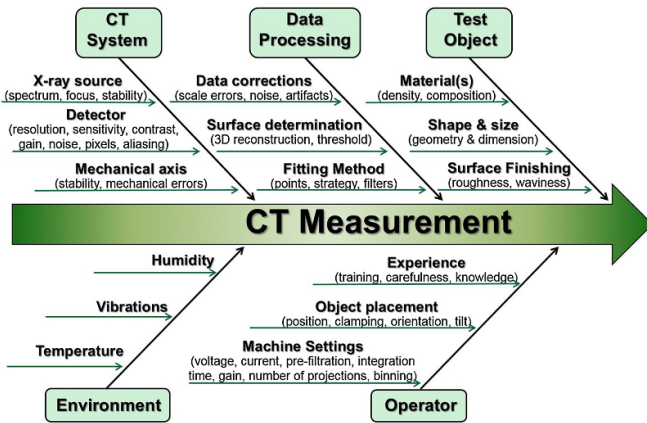 CT
System
Data
Processing
Test
Object
X-ray source
(spectrum, focus, stability)
Detector
(resolution, sensitivity, contrast,
gain, noise, pixels, aliasing)
Mechanical axis
(stability, mechanical errors)
Data corrections
(scale errors, noise, artifacts)
Surface determination
(3D reconstruction, threshold)
Fitting Method
(points, strategy, filters)
Material(s)
(density, composition)
Shape & size
(geometry & dimension)
Surface Finishing
(roughness, waviness)
CT Measurement
Humidity
Vibrations
Temperature
Environment
Experience
(training, carefulness, knowledge)
Object placement
(position, clamping, orientation, tilt)
Machine Settings
(voltage, current, pre-filtration, integration
time, gain, number of projections, binning)
Operator